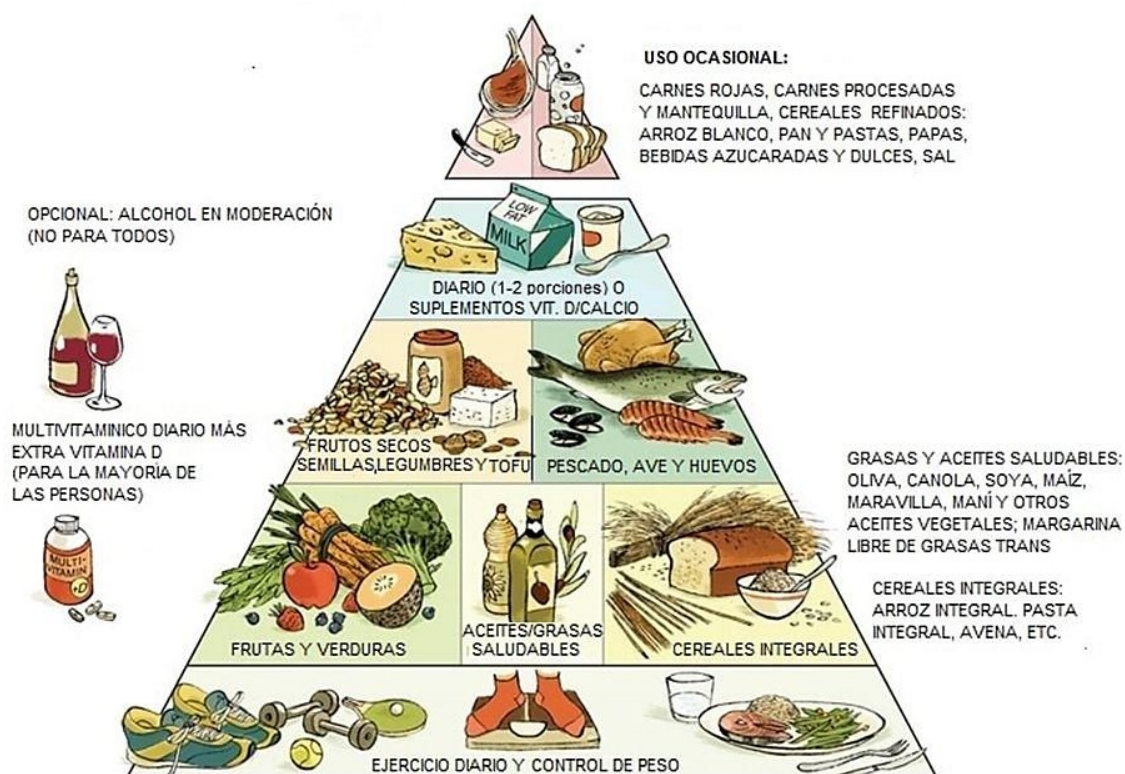 USO OCASIONAL:
CARNES ROJAS, CARNES PROCESADAS
Y MANTEQUILLA, CEREALES REFINADOS:
ARROZ BLANCO, PAN Y PASTAS, PAPAS,
BEBIDAS AZUCARADAS Y DULCES, SAL
OPCIONAL: ALCOHOL EN MODERACIÓN
(NO PARA TODOS)
LOW
FAT
MILK
DIARIO (1-2 porciones) O
SUPLEMENTOS VIT. D/CALCIO
MULTIVITAMINICO DIARIO MÁS
EXTRA VITAMINA D
(PARA LA MAYORÍA DE
LAS PERSONAS)
FRUTOS SECOS
SEMILLAS,LEGUMBRES Y TOFU
PESCADO, AVE Y HUEVOS
GRASAS Y ACEITES SALUDABLES:
OLIVA, CANOLA, SOYA, MAÍZ,
MARAVILLA, MANÍ Y OTROS
ACEITES VEGETALES; MARGARINA
LIBRE DE GRASAS TRANS
MULTI-
VITAMIN
+D
CEREALES INTEGRALES:
ARROZ INTEGRAL. PASTA
INTEGRAL, AVENA, ETC.
FRUTAS Y VERDURAS
ACEITES/GRASAS
SALUDABLES
CEREALES INTEGRALES
EJERCICIO DIARIO Y CONTROL DE PESO